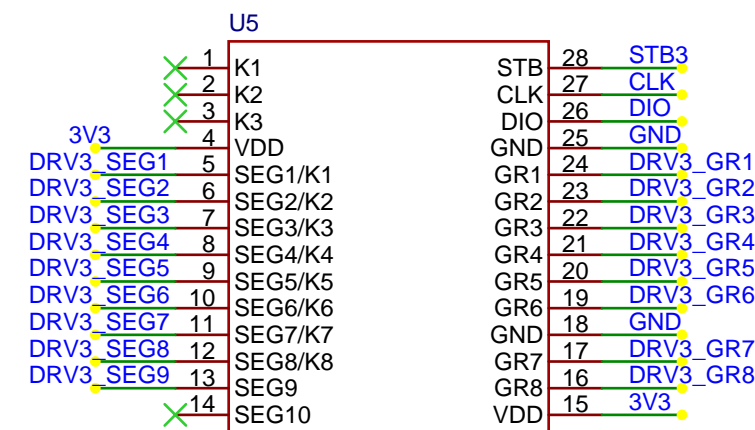 U5
1 K1 STB 28 STB3
2 K2 CLK 27 CLK
3 K3 DIO 26 DIO
3V3 4 VDD GND 25 GND
DRV3_SEG1 5 SEG1/K1 GR1 24 DRV3_GR1
DRV3_SEG2 6 SEG2/K2 GR2 23 DRV3_GR2
DRV3_SEG3 7 SEG3/K3 GR3 22 DRV3_GR3
DRV3_SEG4 8 SEG4/K4 GR4 21 DRV3_GR4
DRV3_SEG5 9 SEG5/K5 GR5 20 DRV3_GR5
DRV3_SEG6 10 SEG6/K6 GR6 19 DRV3_GR6
DRV3_SEG7 11 SEG7/K7 GND 18 GND
DRV3_SEG8 12 SEG8/K8 GR7 17 DRV3_GR7
DRV3_SEG9 13 SEG9 GR8 16 DRV3_GR8
14 SEG10 VDD 15 3V3